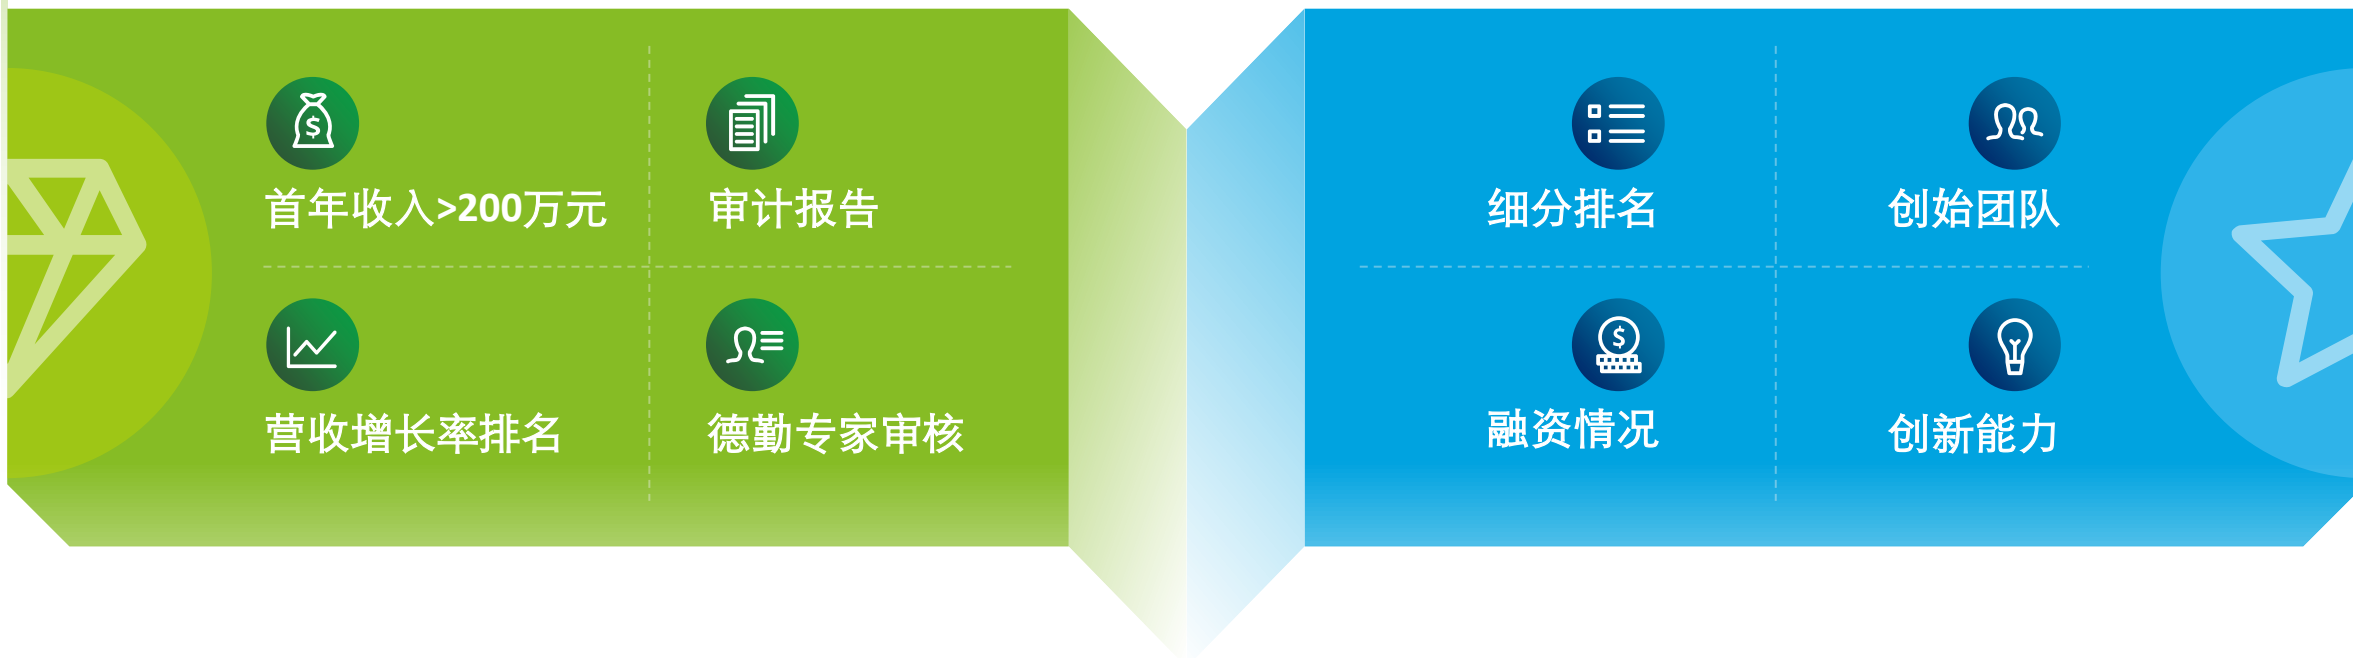 首年收入>200万元
审计报告
营收增长率排名
德勤专家审核
细分排名
创始团队
融资情况
创新能力